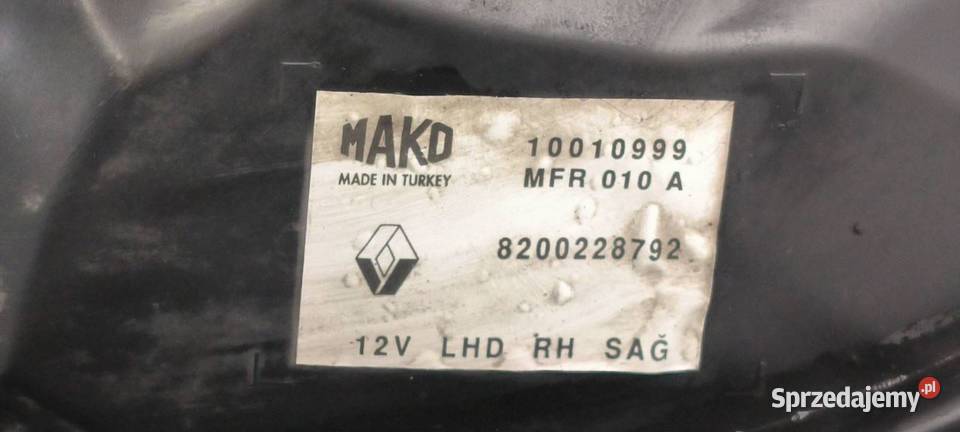 MAKO
MADE IN TURKEY
10010999
MFR 010 A
8200228792
12V LHD RH SAĞ
Sprzedajemy.pl